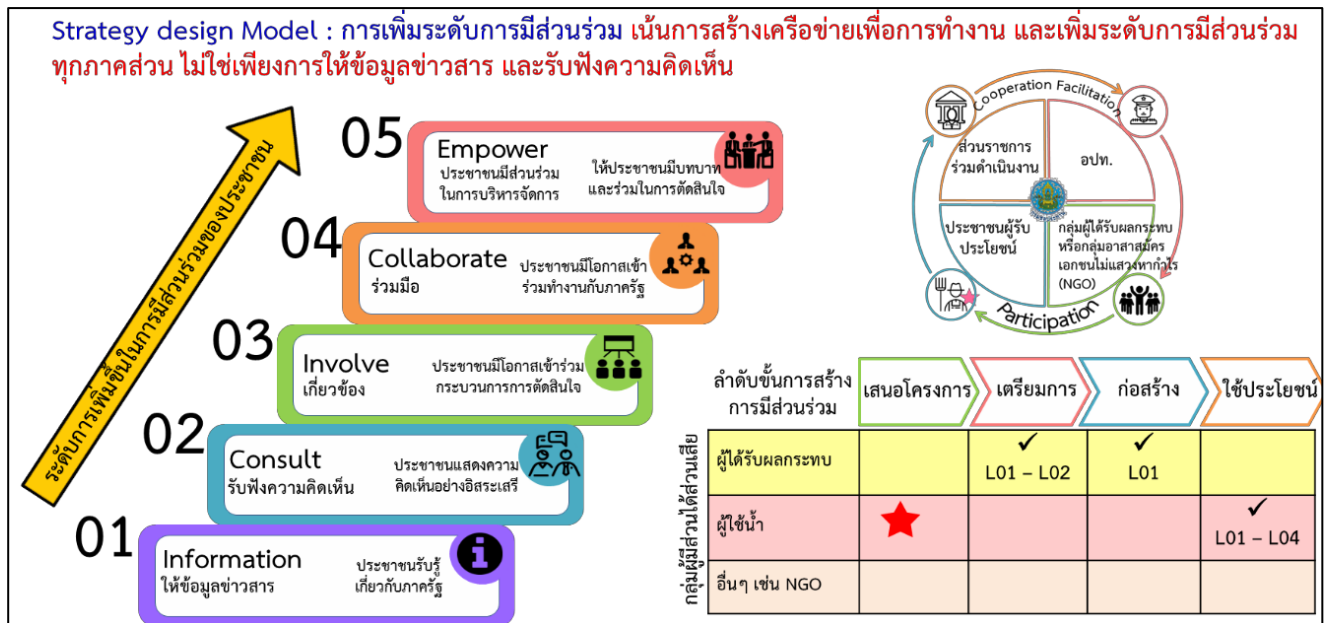 Strategy design Model : การเพิ่มระดับการมีส่วนร่วม เน้นการสร้างเครือข่ายเพื่อการทำงาน และเพิ่มระดับการมีส่วนร่วม
ทุกภาคส่วน ไม่ใช่เพียงการให้ข้อมูลข่าวสาร และรับฟังความคิดเห็น
ระดับการเพิ่มขึ้นในการมีส่วนร่วมของประชาชน
05
Empower
ประชาชนมีส่วนร่วม
ในการบริหารจัดการ
ให้ประชาชนมีบทบาท
และร่วมในการตัดสินใจ
04
Collaborate
ร่วมมือ
ประชาชนมีโอกาสเข้า
ร่วมทำงานกับภาครัฐ
03
Involve
เกี่ยวข้อง
ประชาชนมีโอกาสเข้าร่วม
กระบวนการการตัดสินใจ
02
Consult
รับฟังความคิดเห็น
ประชาชนแสดงความ
คิดเห็นอย่างอิสระเสรี
01
Information
ให้ข้อมูลข่าวสาร
ประชาชนรับรู้
เกี่ยวกับภาครัฐ
Cooperation Facilitation
ส่วนราชการ
ร่วมดำเนินงาน
อปท.
ประชาชนผู้รับ
ประโยชน์
กลุ่มผู้ได้รับผลกระทบ
หรือกลุ่มอาสาสมัคร
เอกชนไม่แสวงหากำไร
(NGO)
Participation
ลำดับขั้นการสร้าง
การมีส่วนร่วม
เสนอโครงการ
เตรียมการ
ก่อสร้าง
ใช้ประโยชน์
กลุ่มผู้มีส่วนได้ส่วนเสีย
ผู้ได้รับผลกระทบ
L01 – L02
L01
ผู้ใช้น้ำ
L01 – L04
อื่นๆ เช่น NGO